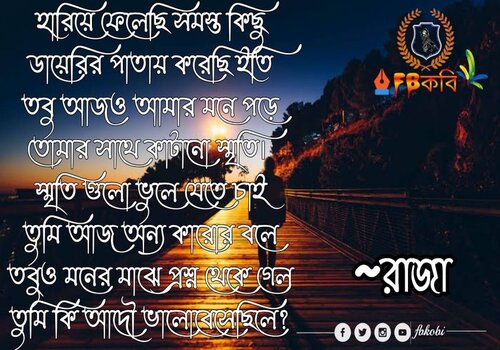 হারিয়ে ফেলেছি সমস্ত কিছু
ডায়েরির পাতায় করেছি ইতি
তবু আজও আমার মনে পড়ে
তোমার সাথে কাটানো স্মৃতি।
স্মৃতি গুলো ভুলে যেতে চাই
তুমি আজ অন্য কারোর বলে
তবুও মনের মাঝে প্রশ্ন থেকে গেল
তুমি কি আদৌ ভালোবেসেছিলে?
FBকবি
~রাজা
fbkobi